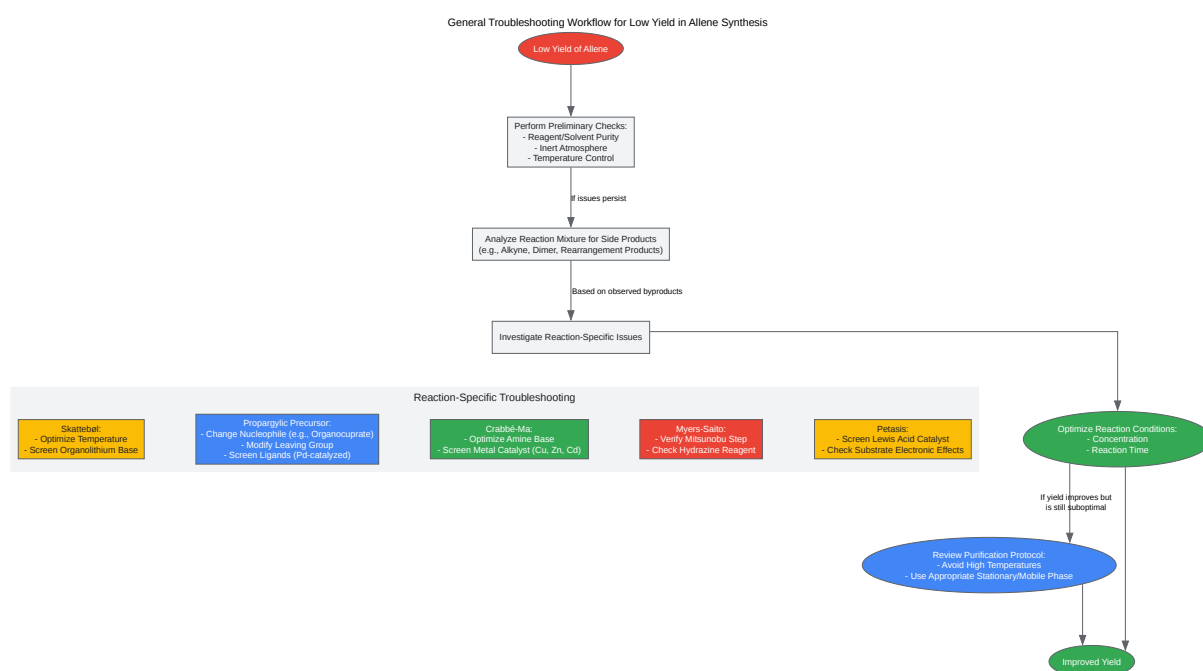 General Troubleshooting Workflow for Low Yield in Allene Synthesis
Low Yield of Allene
Perform Preliminary Checks:
- Reagent/Solvent Purity
- Inert Atmosphere
- Temperature Control
If issues persist
Analyze Reaction Mixture for Side Products
(e.g., Alkyne, Dimer, Rearrangement Products)
Based on observed byproducts
Investigate Reaction-Specific Issues
Reaction-Specific Troubleshooting
Skattebøl:
- Optimize Temperature
- Screen Organolithium Base
Propargylic Precursor:
- Change Nucleophile (e.g., Organocuprate)
- Modify Leaving Group
- Screen Ligands (Pd-catalyzed)
Crabbé-Ma:
- Optimize Amine Base
- Screen Metal Catalyst (Cu, Zn, Cd)
Myers-Saito:
- Verify Mitsunobu Step
- Check Hydrazine Reagent
Petasis:
- Screen Lewis Acid Catalyst
- Check Substrate Electronic Effects
Optimize Reaction Conditions:
- Concentration
- Reaction Time
If yield improves but
is still suboptimal
Review Purification Protocol:
- Avoid High Temperatures
- Use Appropriate Stationary/Mobile Phase
Improved Yield